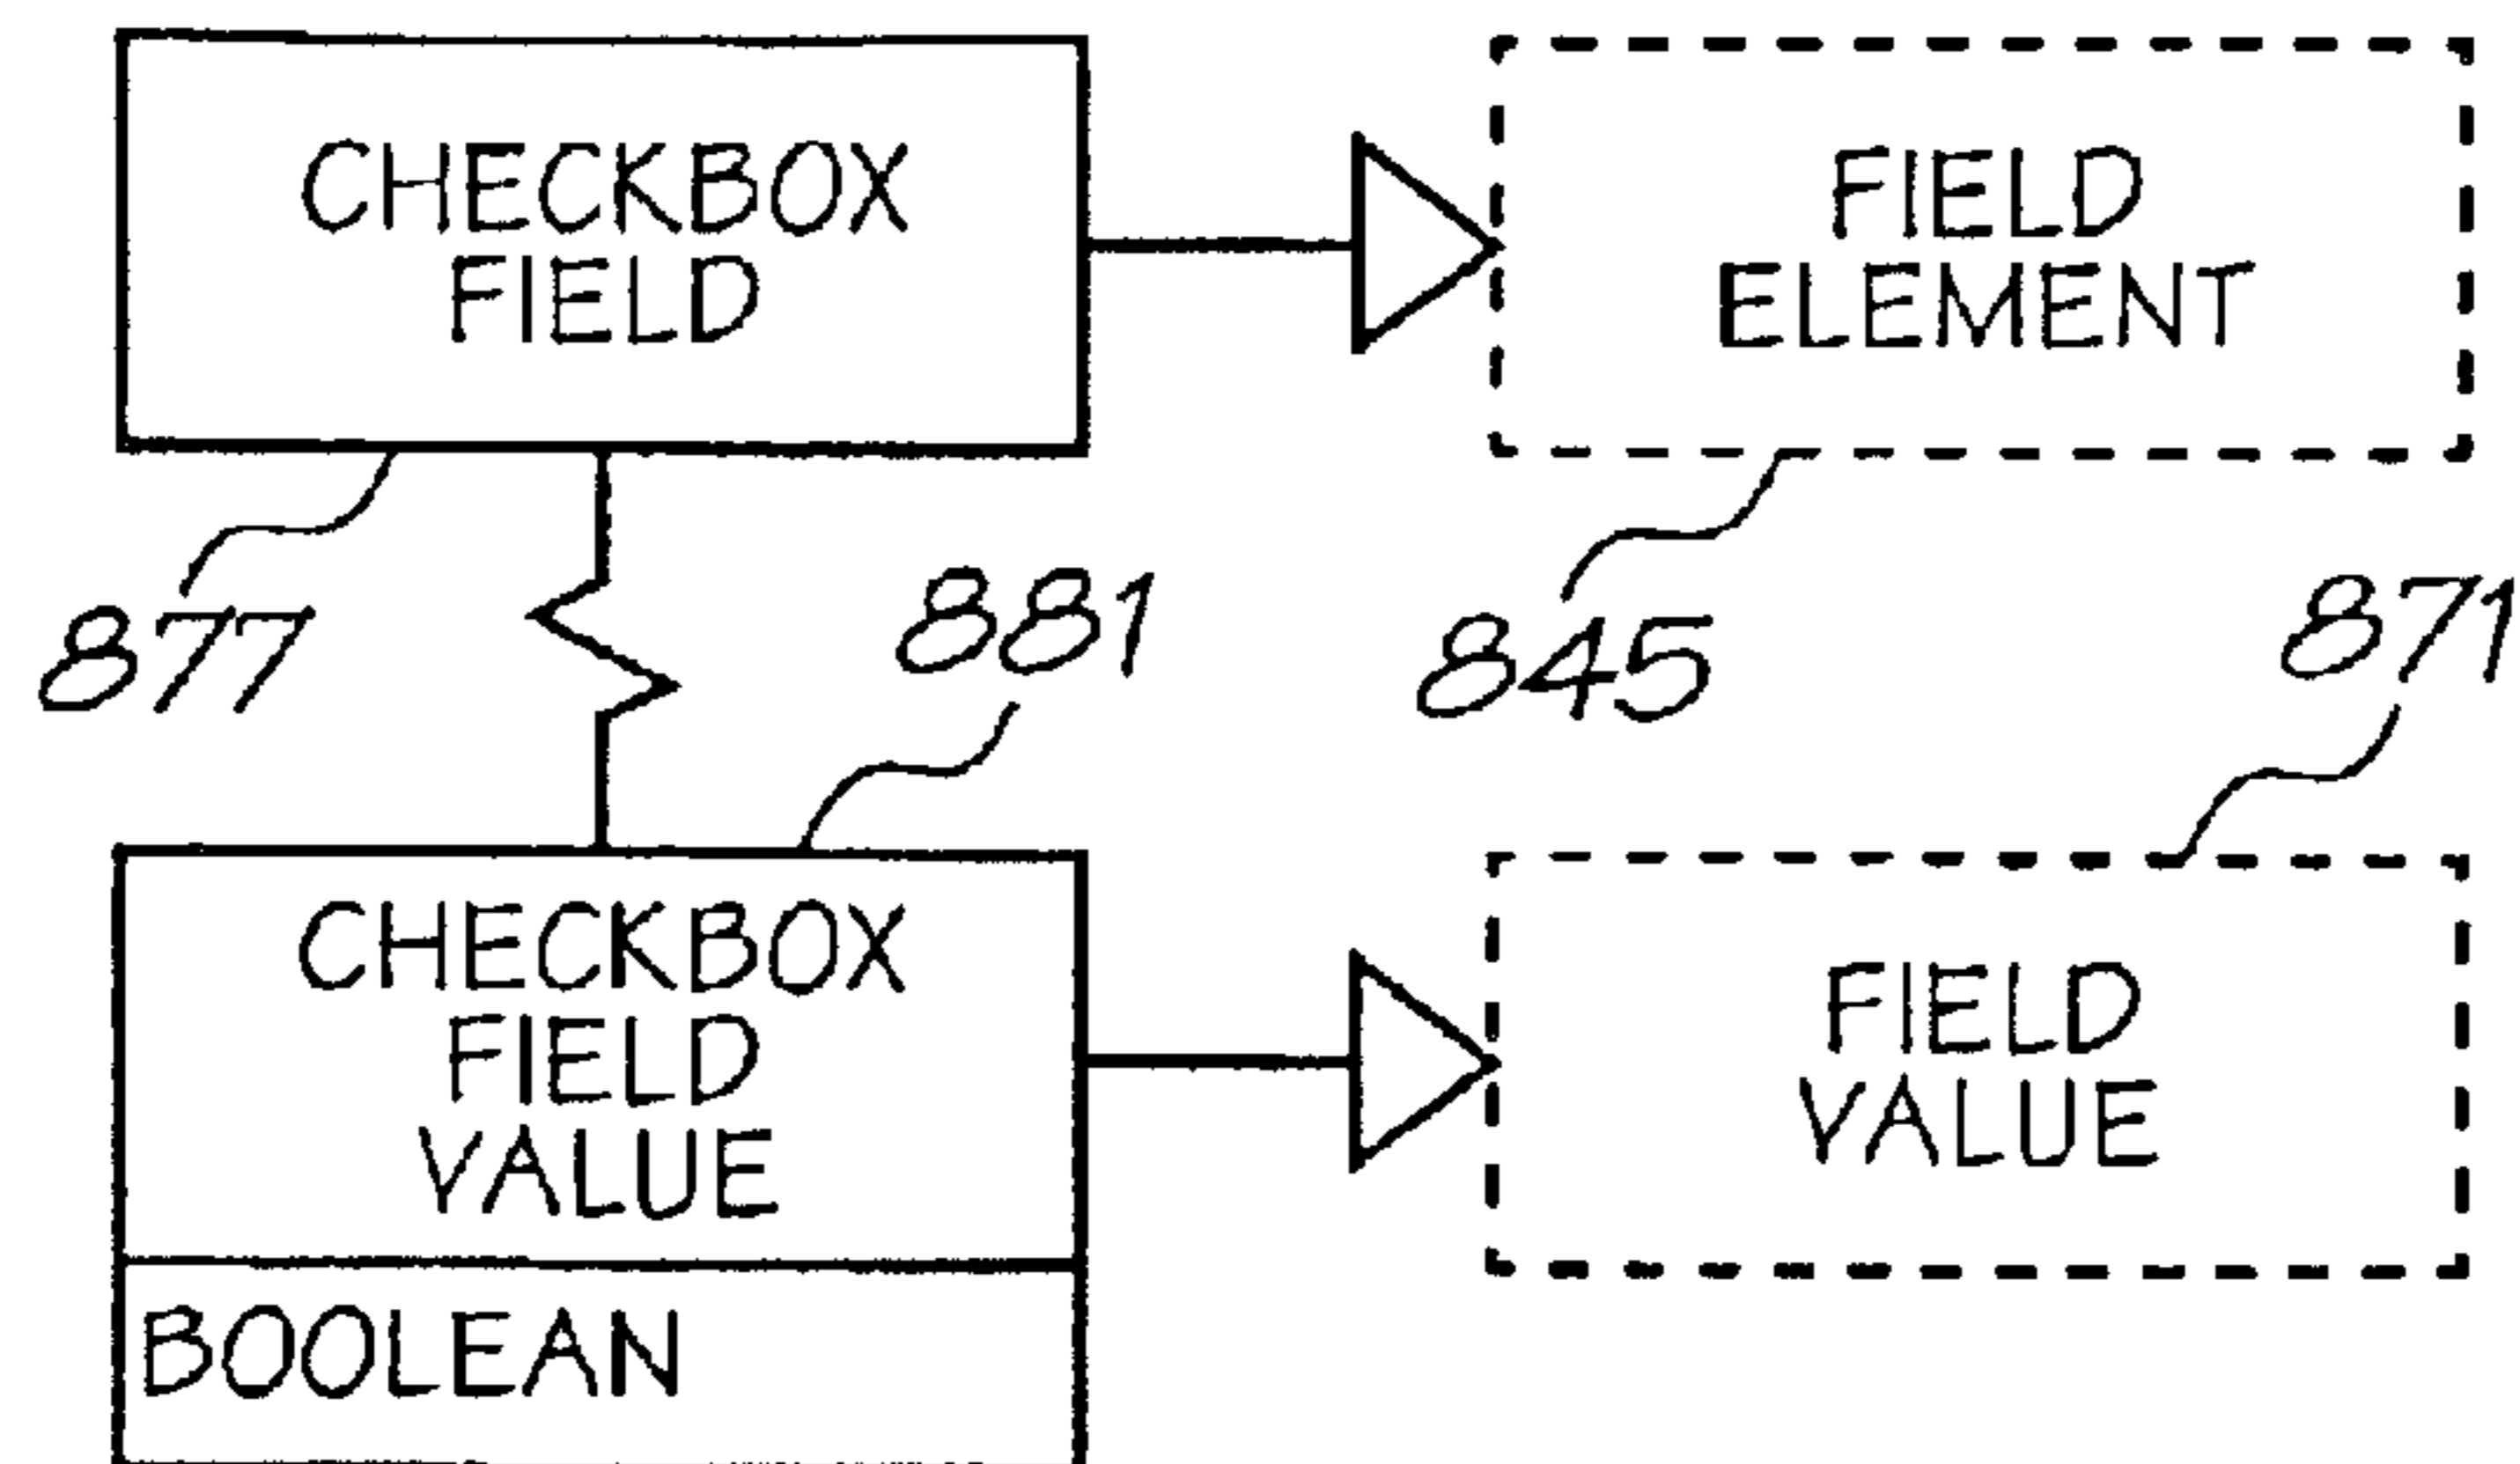 CHECKBOX
FIELD
FIELD
ELEMENT
877
881
845
871
CHECKBOX
FIELD
VALUE
FIELD
VALUE
BOOLEAN